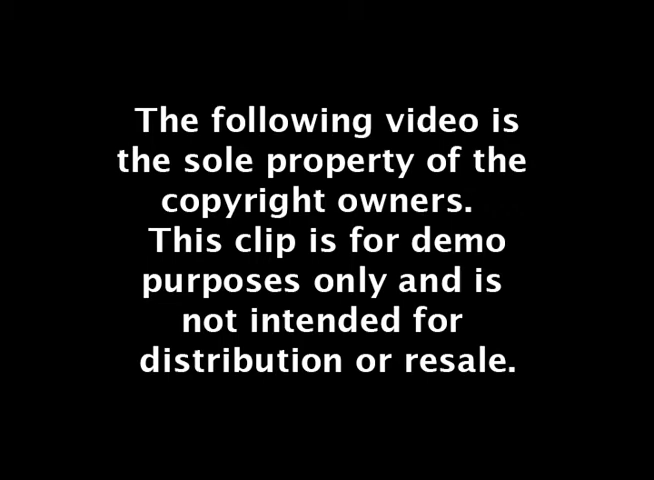 The following video is
the sole property of the
copyright owners.
This clip is for demo
purposes only and is
not intended for
distribution or resale.